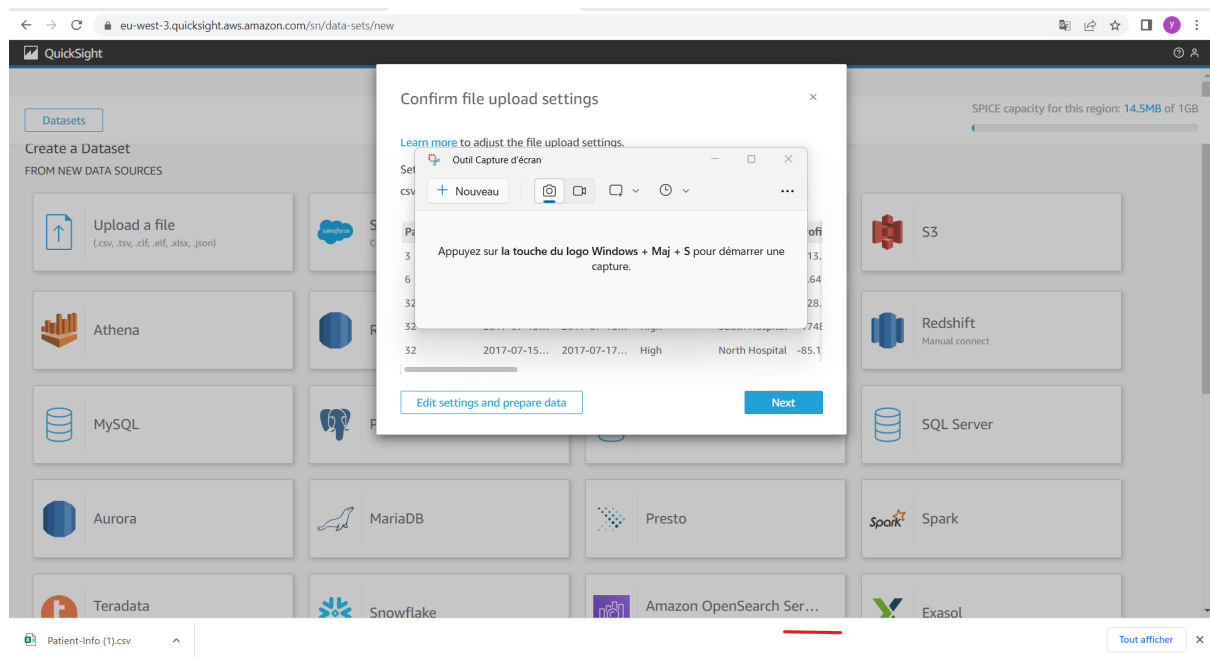 eu-west-3.quicksight.aws.amazon.com/sn/data-sets/new
y
QuickSight
Datasets
SPICE capacity for this region: 14.5MB of 1GB
Create a Dataset
FROM NEW DATA SOURCES
Confirm file upload settings
Learn more to adjust the file upload settings.
Outil Capture d'écran
Nouveau
Appuyez sur la touche du logo Windows + Maj + S pour démarrer une
capture.
3
6
32
32 High South Hospital
32 2017-07-15... 2017-07-17... High North Hospital -85.1
Edit settings and prepare data
Next
Upload a file
(.csv, .tsv, .clf, .elf, .xlsx, .json)
salesforce
S3
Athena
Redshift
Manual connect
MySQL
SQL Server
Aurora
MariaDB
Presto
Spark
Spark
Teradata
Snowflake
Amazon OpenSearch Ser...
Exasol
Patient-Info (1).csv
Tout afficher